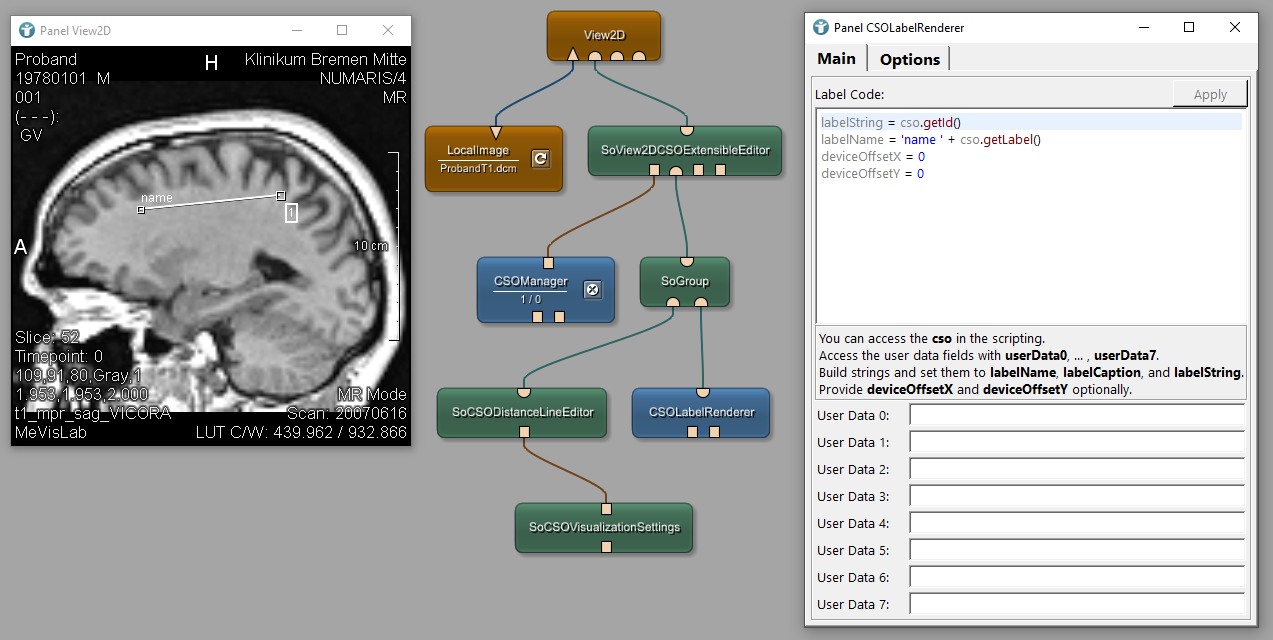 Panel View2D
Proband
19780101 M
001
(- - -):
GV
H
Klinikum Bremen Mitte
NUMARIS/4
MR
name
1
A
10 cm
Slice: 52
Timepoint: 0
109,91,80,Gray,1
1.953,1.953,2.000
t1_mpr_sag_VICORA
MeVisLab
MR Mode
Scan: 20070616
LUT C/W: 439.962 / 932.866
View2D
LocalImage
ProbandT1.dcm
SoView2DCSOExtensibleEditor
CSOManager
1 / 0
SoGroup
SoCSODistanceLineEditor
CSOLabelRenderer
SoCSOVisualizationSettings
Panel CSOLabelRenderer
Main
Options
Label Code:
Apply
labelString = cso.getId()
labelName = 'name ' + cso.getLabel()
deviceOffsetX = 0
deviceOffsetY = 0
You can access the cso in the scripting.
Access the user data fields with userData0, ... , userData7.
Build strings and set them to labelName, labelCaption, and labelString.
Provide deviceOffsetX and deviceOffsetY optionally.
User Data 0:
User Data 1:
User Data 2:
User Data 3:
User Data 4:
User Data 5:
User Data 6:
User Data 7: